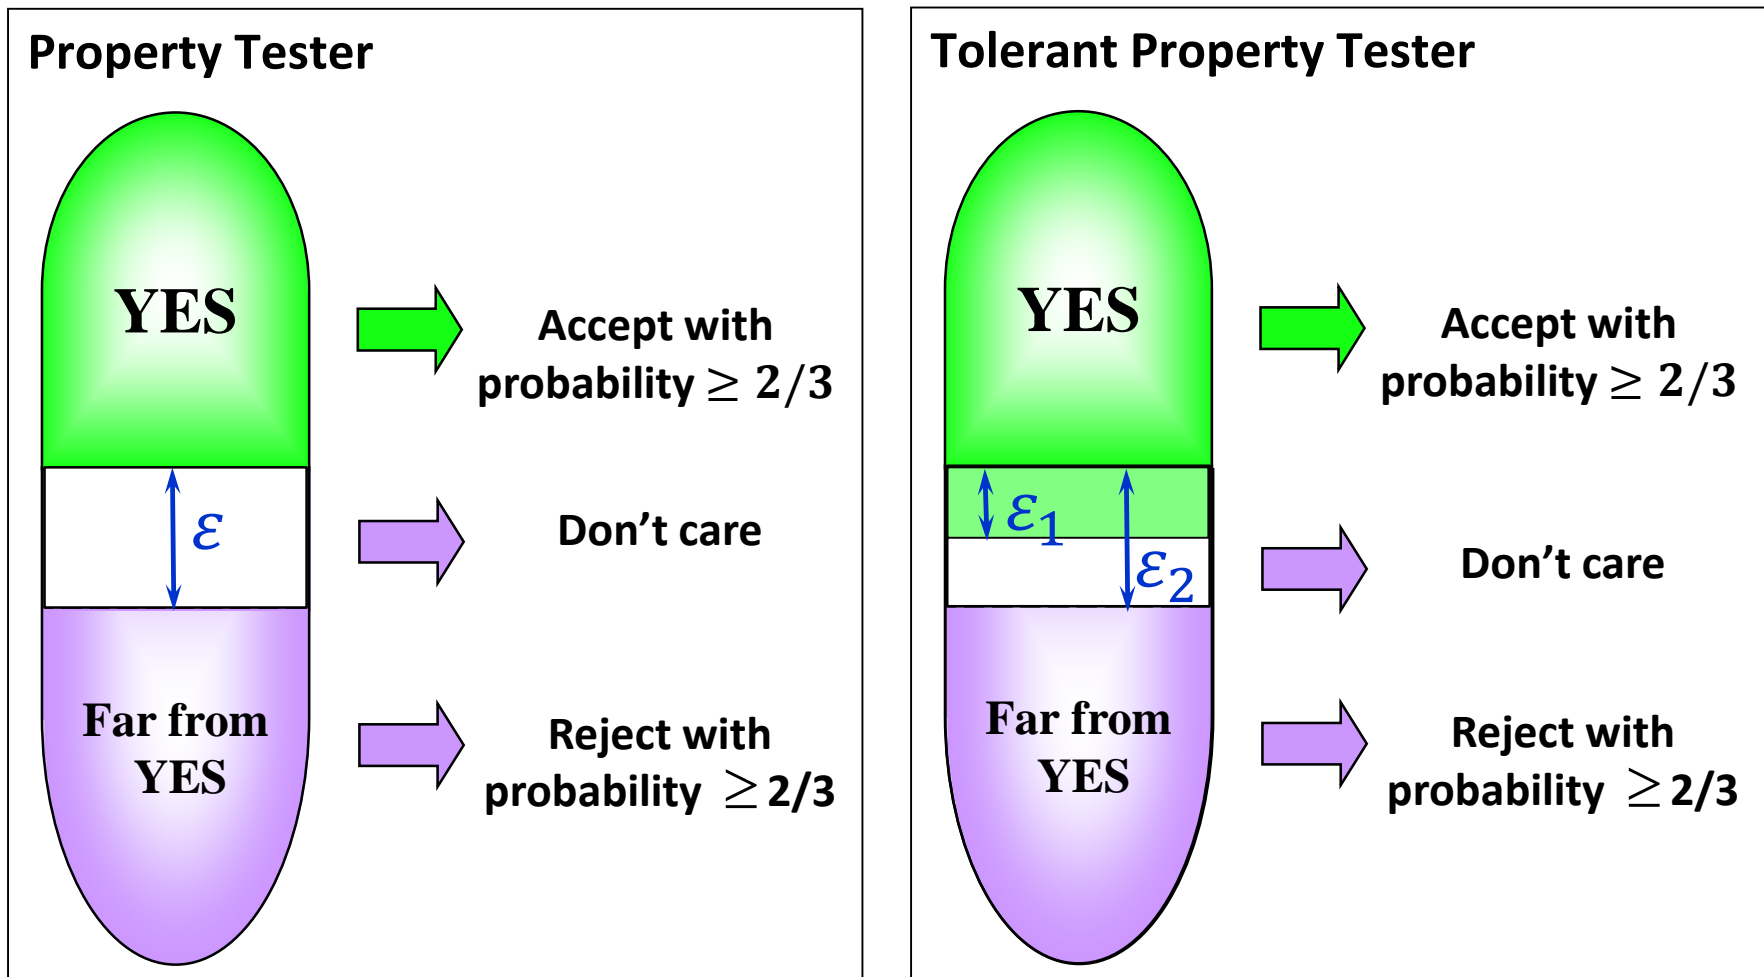 Property Tester
YES
Accept with
probability ≥ 2/3
ε
Don't care
Far from
YES
Reject with
probability ≥ 2/3
Tolerant Property Tester
YES
Accept with
probability ≥ 2/3
ε₁
ε₂
Don't care
Far from
YES
Reject with
probability ≥ 2/3